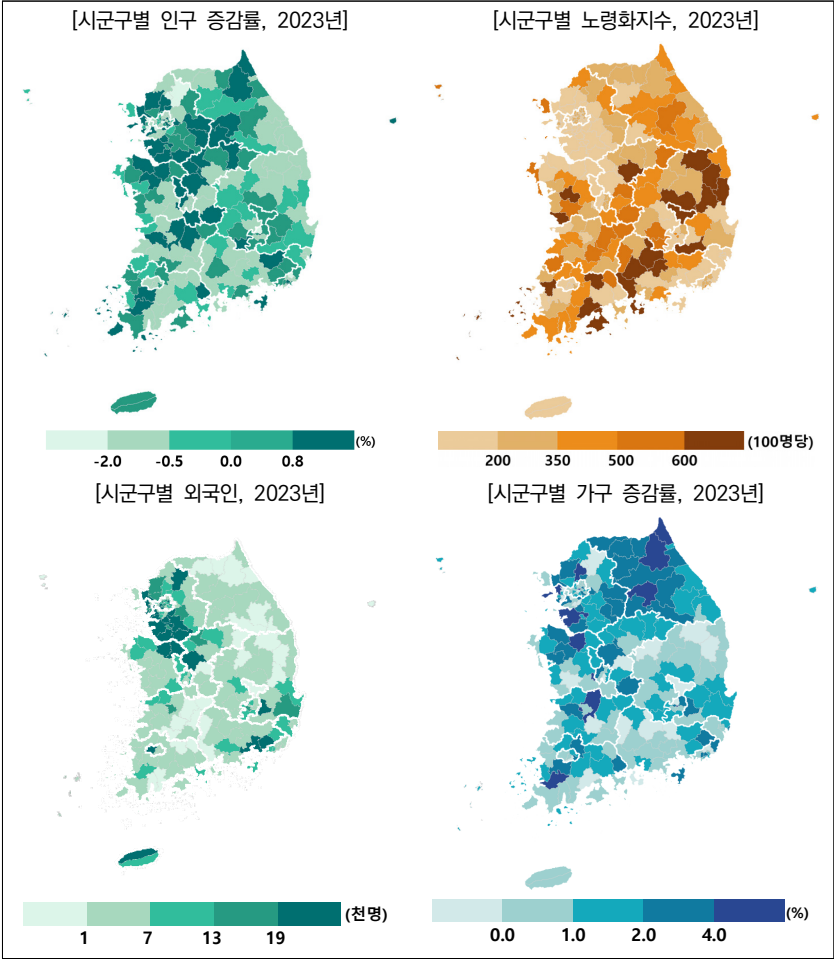 [시군구별 인구 증감률, 2023년]
[시군구별 노령화지수, 2023년]
-2.0 -0.5 0.0 0.8 (%)
200 350 500 600 (100명당)
[시군구별 외국인, 2023년]
[시군구별 가구 증감률, 2023년]
1 7 13 19 (천명)
0.0 1.0 2.0 4.0 (%)